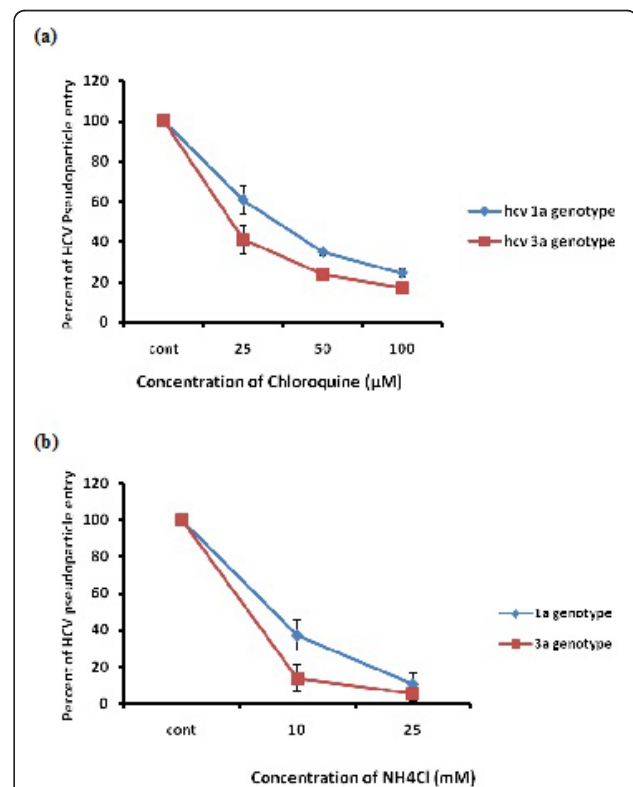 (a)
120
100
80
60
40
20
0
Percent of HCV Pseudoparticle entry
cont 25 50 100
Concentration of Chloroquine (μM)
hcv 1a genotype
hcv 3a genotype
(b)
120
100
80
60
40
20
0
Percent of HCV pseudoparticle entry
cont 10 25
Concentration of NH4Cl (mM)
1a genotype
3a genotype